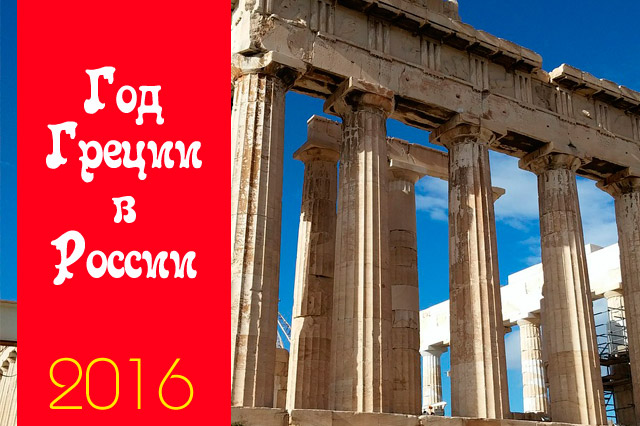 Год
Греции
в
России
2016